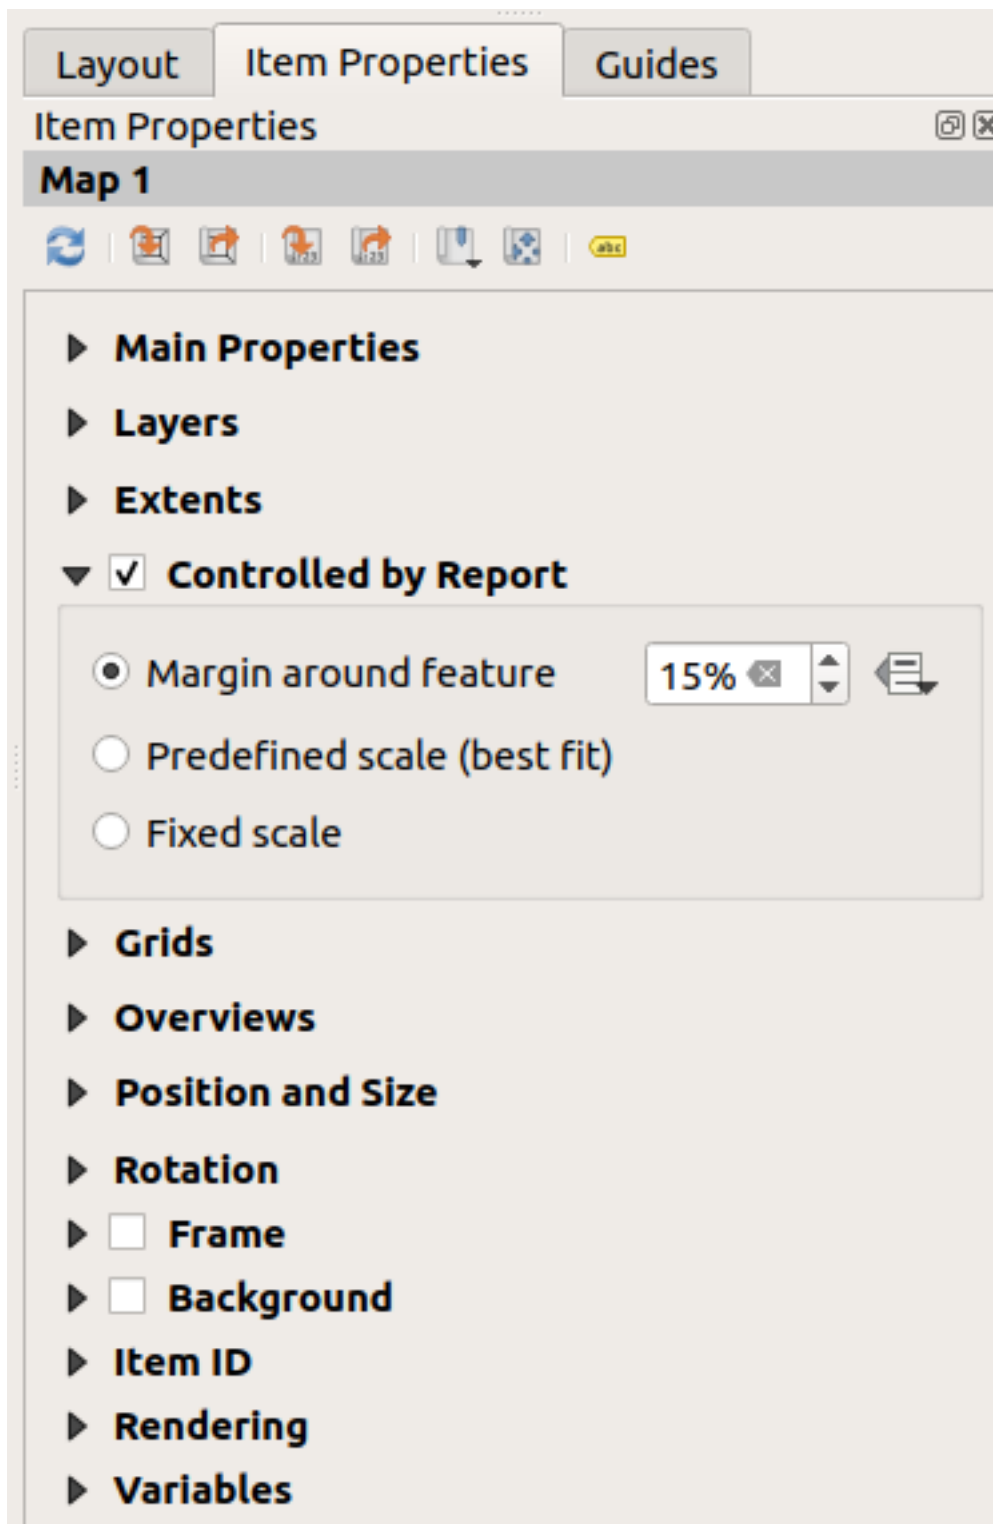 Layout Item Properties Guides
Item Properties
Map 1
abc
Main Properties
Layers
Extents
Controlled by Report
Margin around feature 15%
Predefined scale (best fit)
Fixed scale
Grids
Overviews
Position and Size
Rotation
Frame
Background
Item ID
Rendering
Variables